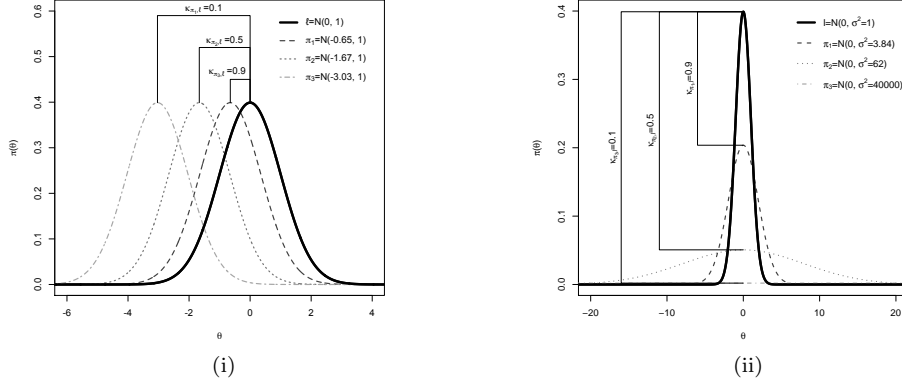 κπ₁,ℓ =0.1
κπ₂,ℓ =0.5
κπ₃,ℓ =0.9
ℓ=N(0, 1)
π₁=N(-0.65, 1)
π₂=N(-1.67, 1)
π₃=N(-3.03, 1)
0.6
0.5
0.4
0.3
0.2
0.1
0.0
π(θ)
-6 -4 -2 0 2 4
θ
(i)
κπ₃,l=0.1
κπ₂,l=0.5
κπ₁,l=0.9
l=N(0, σ²=1)
π₁=N(0, σ²=3.84)
π₂=N(0, σ²=62)
π₃=N(0, σ²=40000)
0.4
0.3
0.2
0.1
0.0
π(θ)
−20 −10 0 10 20
θ
(ii)